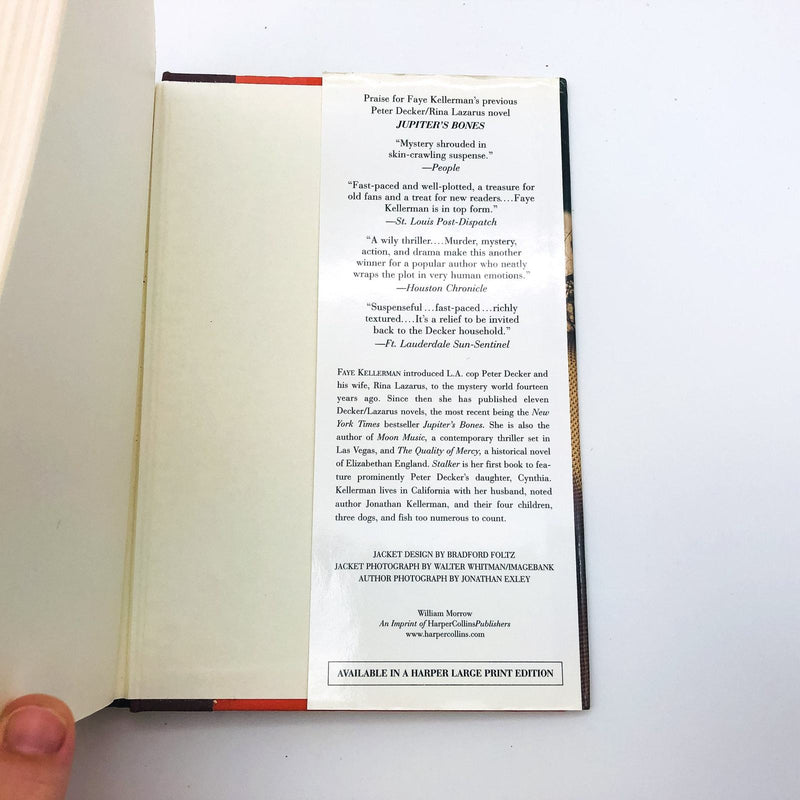 Praise for Faye Kellerman's previous
Peter Decker/Rina Lazarus novel
JUPITER'S BONES
“Mystery shrouded in
skin-crawling suspense.”
—People
“Fast-paced and well-plotted, a treasure for
old fans and a treat for new readers....Faye
Kellerman is in top form.”
—St. Louis Post-Dispatch
“A wily thriller....Murder, mystery,
action, and drama make this another
winner for a popular author who neatly
wraps the plot in very human emotions.”
—Houston Chronicle
“Suspenseful...fast-paced...richly
textured....It's a relief to be invited
back to the Decker household.”
—Ft. Lauderdale Sun-Sentinel
FAYE KELLERMAN introduced L.A. cop Peter Decker and
his wife, Rina Lazarus, to the mystery world fourteen
years ago. Since then she has published eleven
Decker/Lazarus novels, the most recent being the New
York Times bestseller Jupiter's Bones. She is also the
author of Moon Music, a contemporary thriller set in
Las Vegas, and The Quality of Mercy, a historical novel
of Elizabethan England. Stalker is her first book to fea-
ture prominently Peter Decker's daughter, Cynthia.
Kellerman lives in California with her husband, noted
author Jonathan Kellerman, and their four children,
three dogs, and fish too numerous to count.
JACKET DESIGN BY BRADFORD FOLTZ
JACKET PHOTOGRAPH BY WALTER WHITMAN/IMAGEBANK
AUTHOR PHOTOGRAPH BY JONATHAN EXLEY
William Morrow
An Imprint of HarperCollinsPublishers
www.harpercollins.com
AVAILABLE IN A HARPER LARGE PRINT EDITION